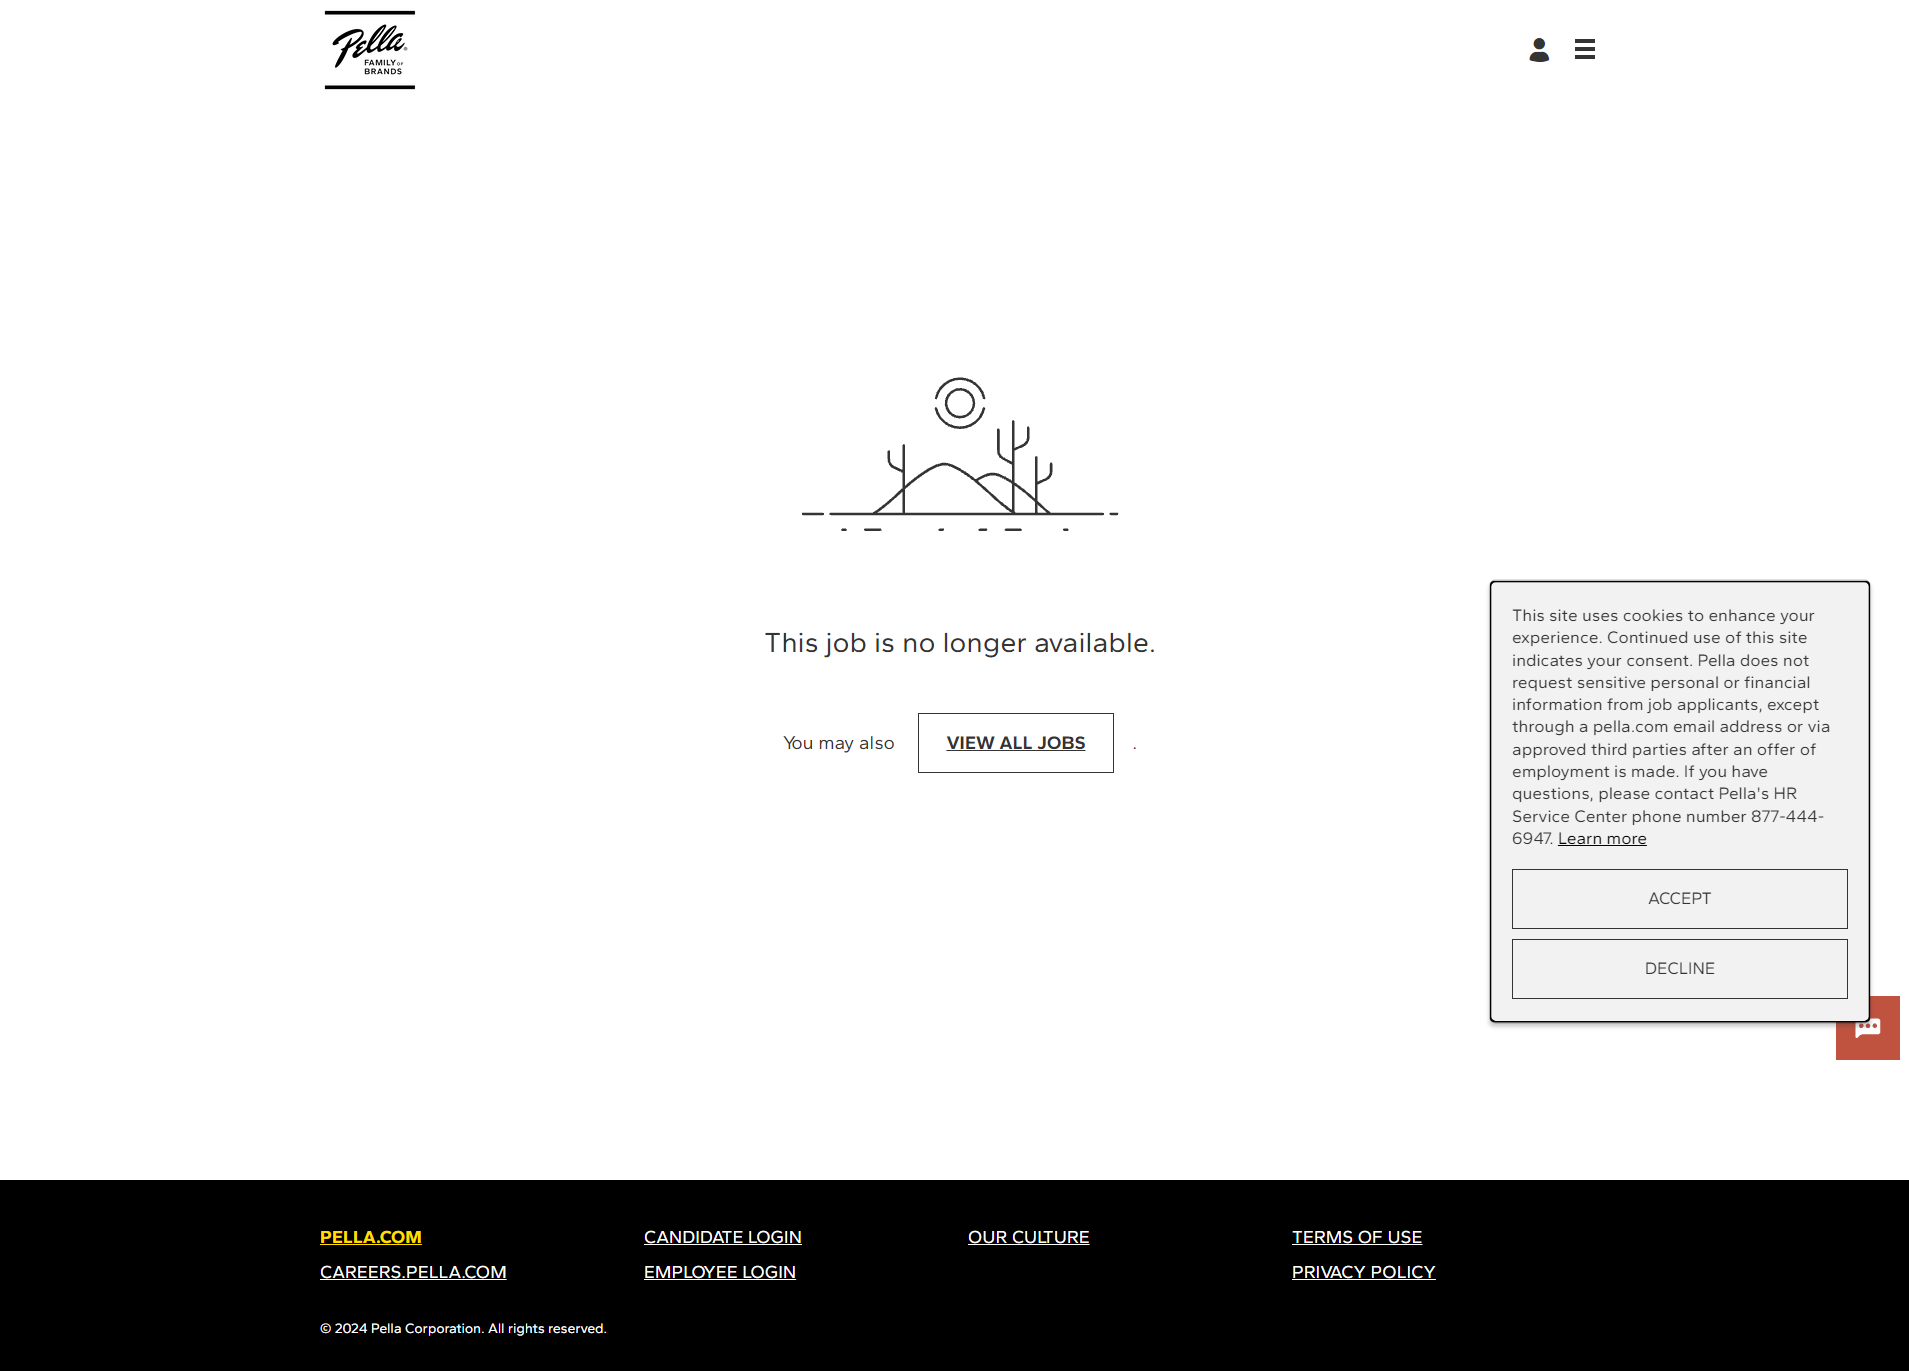 Pella®
FAMILY OF
BRANDS
This job is no longer available.
You may also VIEW ALL JOBS .
This site uses cookies to enhance your
experience. Continued use of this site
indicates your consent. Pella does not
request sensitive personal or financial
information from job applicants, except
through a pella.com email address or via
approved third parties after an offer of
employment is made. If you have
questions, please contact Pella's HR
Service Center phone number 877-444-
6947. Learn more
ACCEPT
DECLINE
PELLA.COM
CAREERS.PELLA.COM
CANDIDATE LOGIN
EMPLOYEE LOGIN
OUR CULTURE
TERMS OF USE
PRIVACY POLICY
© 2024 Pella Corporation. All rights reserved.